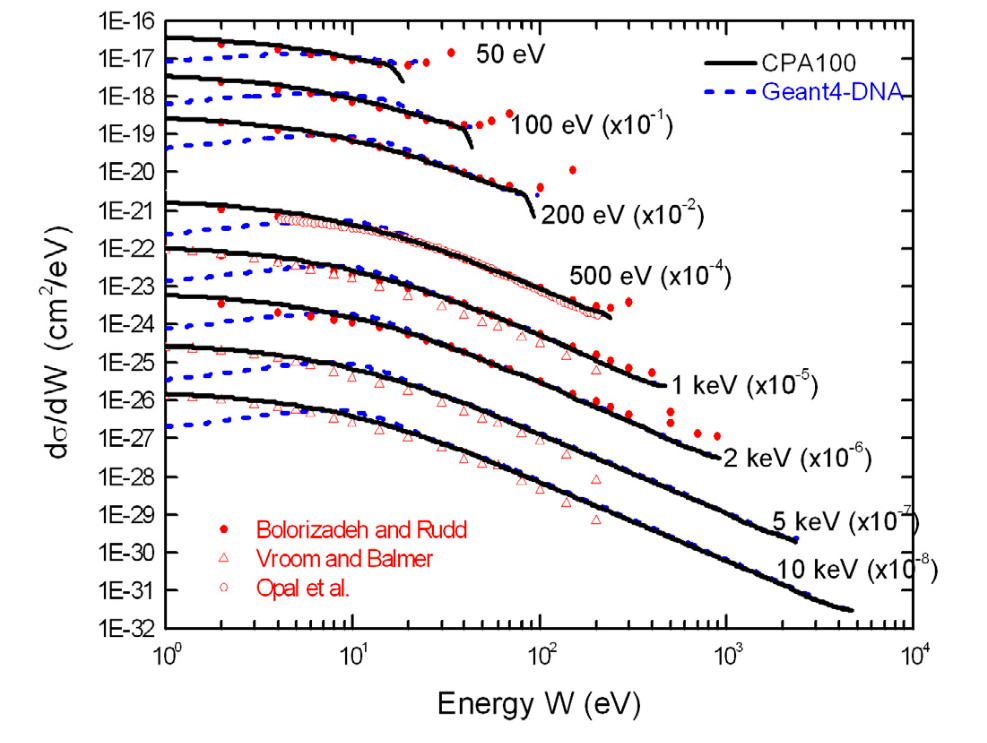 1E-16
1E-17
1E-18
1E-19
1E-20
1E-21
1E-22
1E-23
1E-24
1E-25
1E-26
1E-27
1E-28
1E-29
1E-30
1E-31
1E-32
dσ/dW (cm²/eV)
50 eV
CPA100
Geant4-DNA
100 eV (x10⁻¹)
200 eV (x10⁻²)
500 eV (x10⁻⁴)
1 keV (x10⁻⁵)
2 keV (x10⁻⁶)
5 keV (x10⁻⁷)
10 keV (x10⁻⁸)
Bolorizadeh and Rudd
Vroom and Balmer
Opal et al.
10⁰ 10¹ 10² 10³ 10⁴
Energy W (eV)